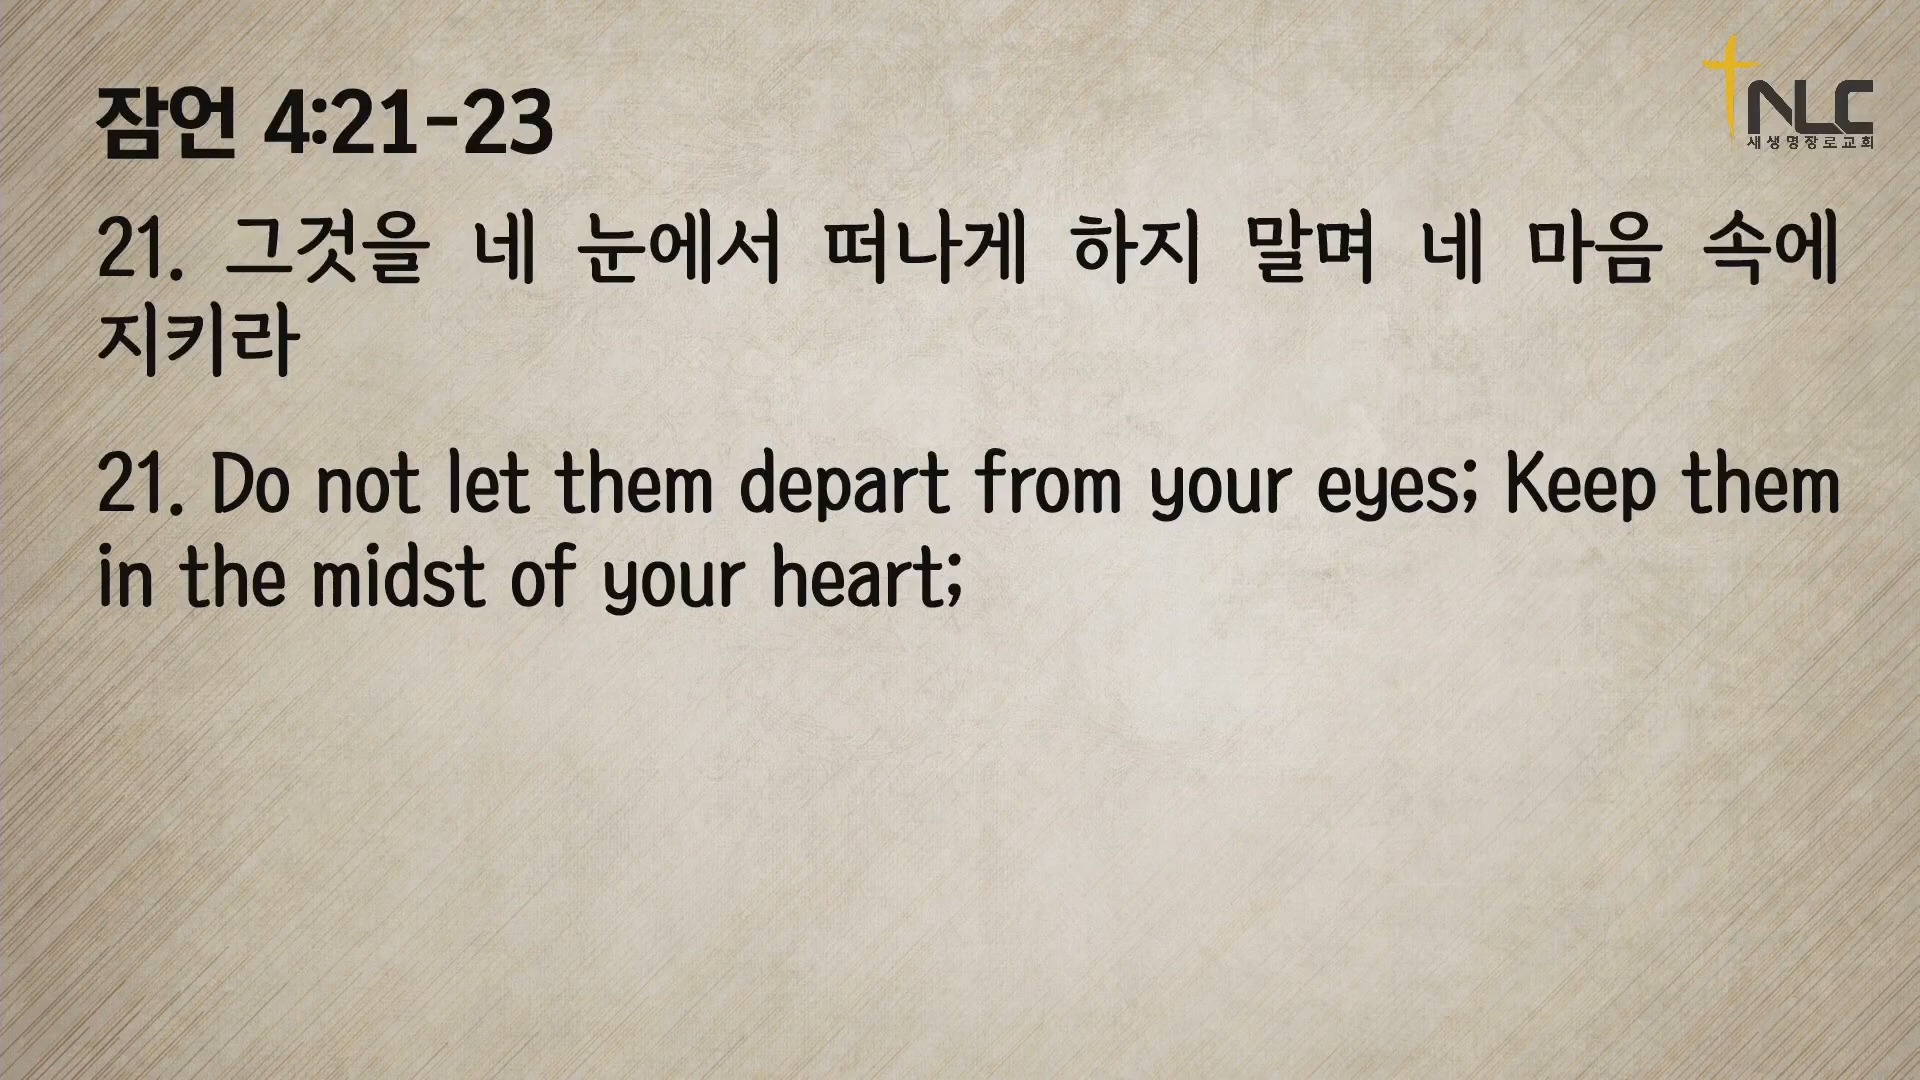 잠언 4:21-23
NLC
새생명장로교회
21. 그것을 네 눈에서 떠나게 하지 말며 네 마음 속에
지키라
21. Do not let them depart from your eyes; Keep them
in the midst of your heart;